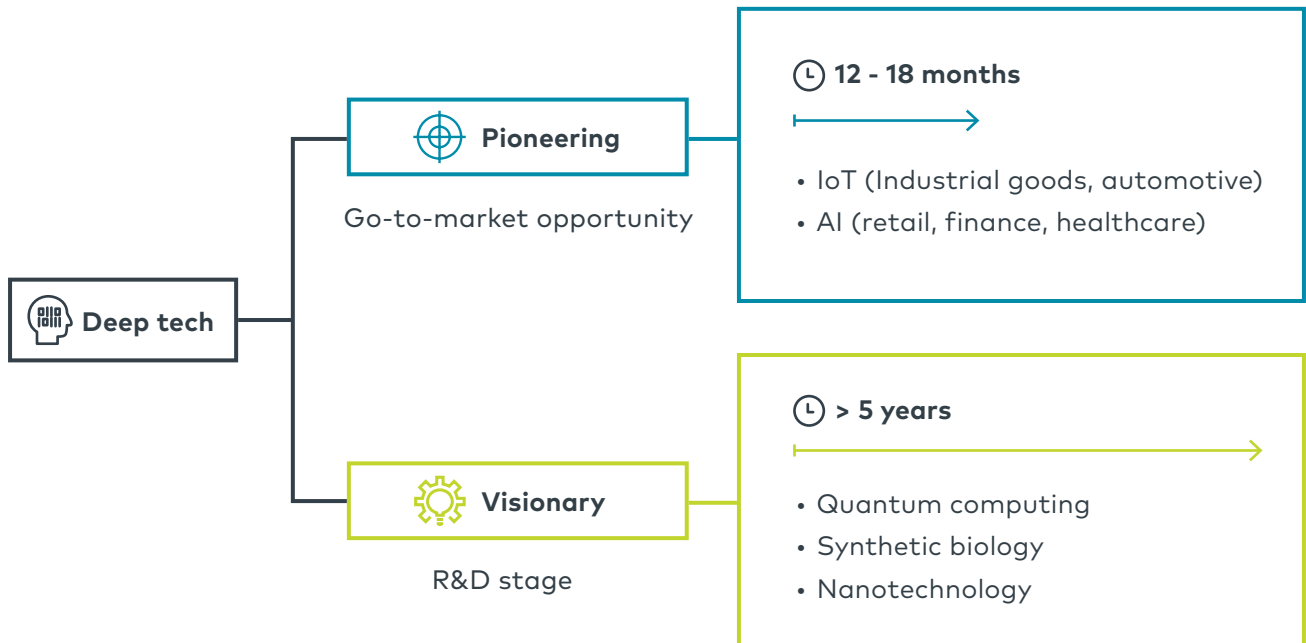 12 - 18 months
Pioneering
• IoT (Industrial goods, automotive)
Go-to-market opportunity
• AI (retail, finance, healthcare)
Deep tech
> 5 years
Visionary
• Quantum computing
• Synthetic biology
R&D stage
• Nanotechnology